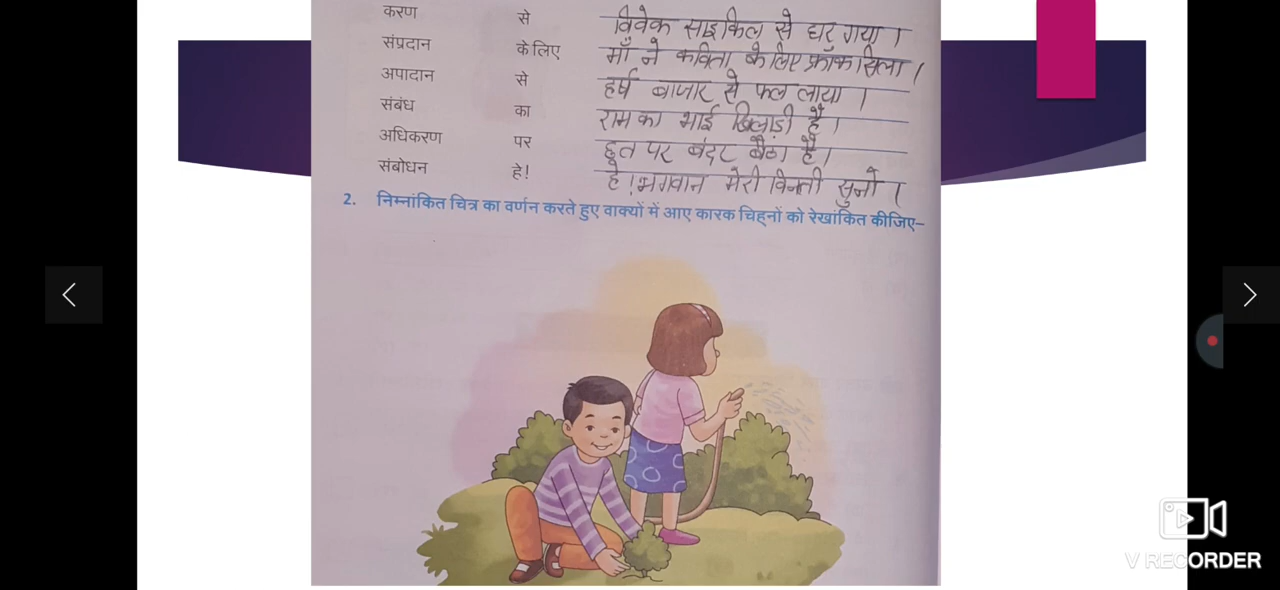 करण से विवेक साइकिल से घर गया ।
संप्रदान के लिए माँ ने कविता के लिए फ्रॉक सिला ।
अपादान से हर्ष बाजार से फल लाया ।
संबंध का राम का भाई खिलाडी है ।
अधिकरण पर छत पर बंदर बैठा है।
संबोधन हे! हे ! भगवान मेरी विनती सुनो ।
2. निम्नांकित चित्र का वर्णन करते हुए वाक्यों में आए कारक चिह्नों को रेखांकित कीजिए–
V RECORDER